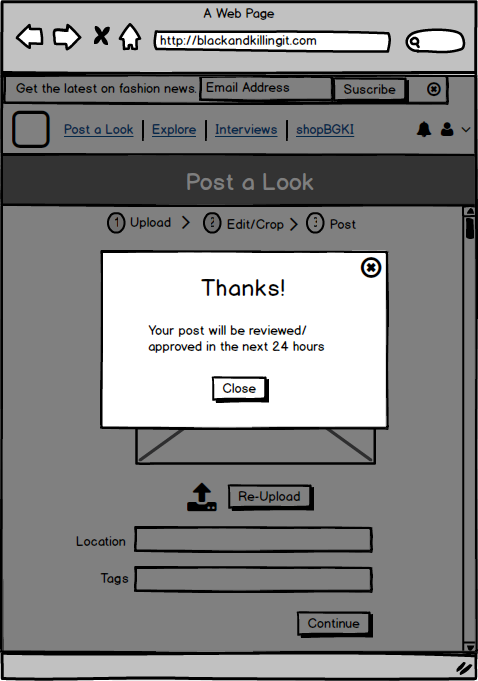 A Web Page
http://blackandkillingit.com
Get the latest on fashion news. Email Address Suscribe
Post a Look Explore Interviews shopBGKI
Post a Look
1 Upload > 2 Edit/Crop > 3 Post
Thanks!
Your post will be reviewed/
approved in the next 24 hours
Close
Re-Upload
Location
Tags
Continue